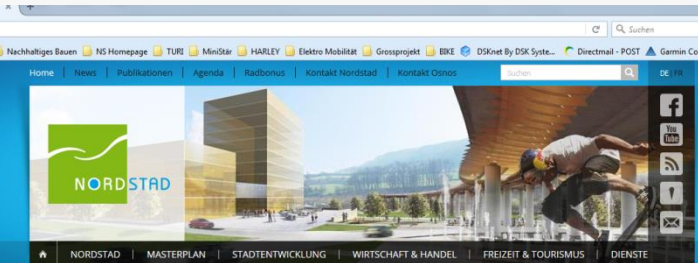 Suchen
Nachhaltiges Bauen NS Homepage TURI MiniStär HARLEY Elektro Mobilität Grossprojekt BIKE DSKnet By DSK Syste... Directmail - POST Garmin Co
Home | News | Publikationen | Agenda | Radbonus | Kontakt Nordstad | Kontakt Osnos Suchen DE FR
You
Tube
NORDSTAD
NORDSTAD | MASTERPLAN | STADTENTWICKLUNG | WIRTSCHAFT & HANDEL | FREIZEIT & TOURISMUS | DIENSTE